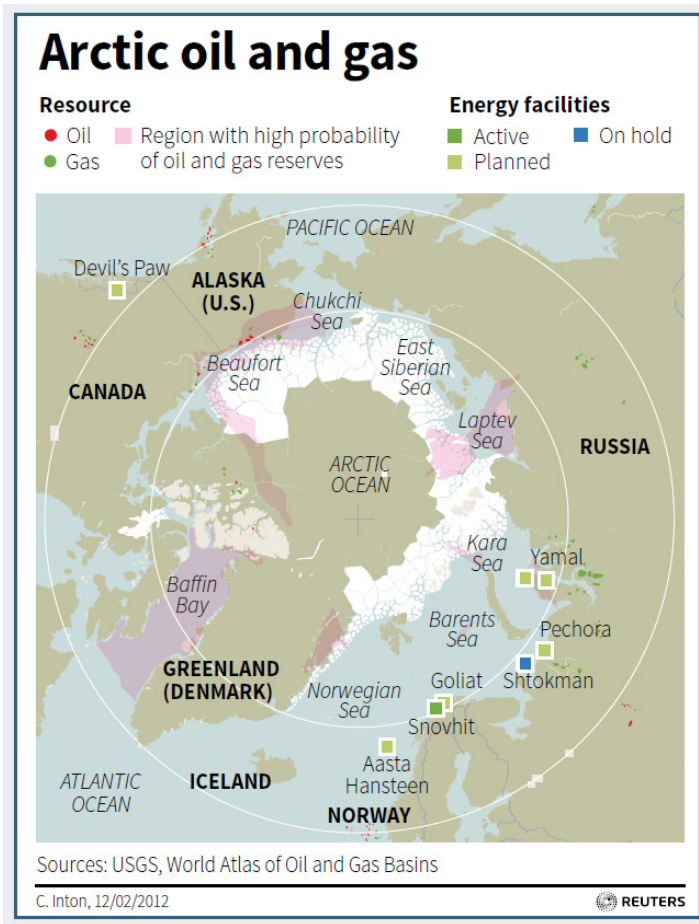 Arctic oil and gas
Resource
Oil
Gas
Region with high probability
of oil and gas reserves
Energy facilities
Active
Planned
On hold
PACIFIC OCEAN
Devil's Paw
ALASKA
(U.S.)
Chukchi
Sea
Beaufort
Sea
East
Siberian
Sea
CANADA
Laptev
Sea
RUSSIA
ARCTIC
OCEAN
Kara
Sea
Yamal
Baffin
Bay
Barents
Sea
Pechora
GREENLAND
(DENMARK)
Goliat
Shtokman
Norwegian
Sea
Snovhit
Aasta
Hansteen
ATLANTIC
OCEAN
ICELAND
NORWAY
Sources: USGS, World Atlas of Oil and Gas Basins
C. Inton, 12/02/2012
REUTERS